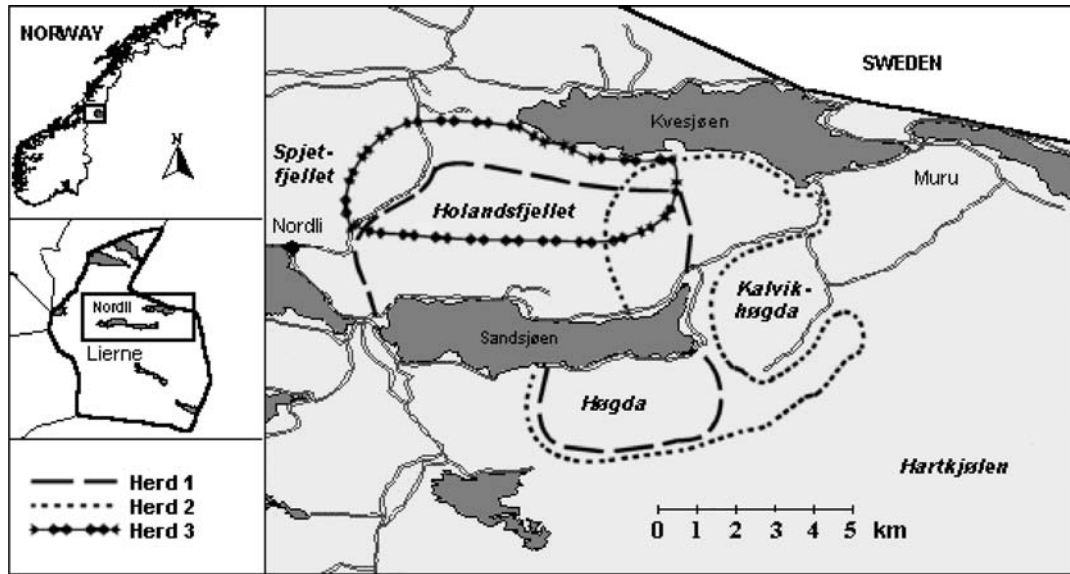 NORWAY
N
Nordli
Lierne
Herd 1
Herd 2
Herd 3
SWEDEN
Kvesjøen
Spjet-
fjellet
Muru
Holandsfjellet
Nordli
Kalvik-
høgda
Sandsjøen
Høgda
Hartkjølen
0 1 2 3 4 5 km